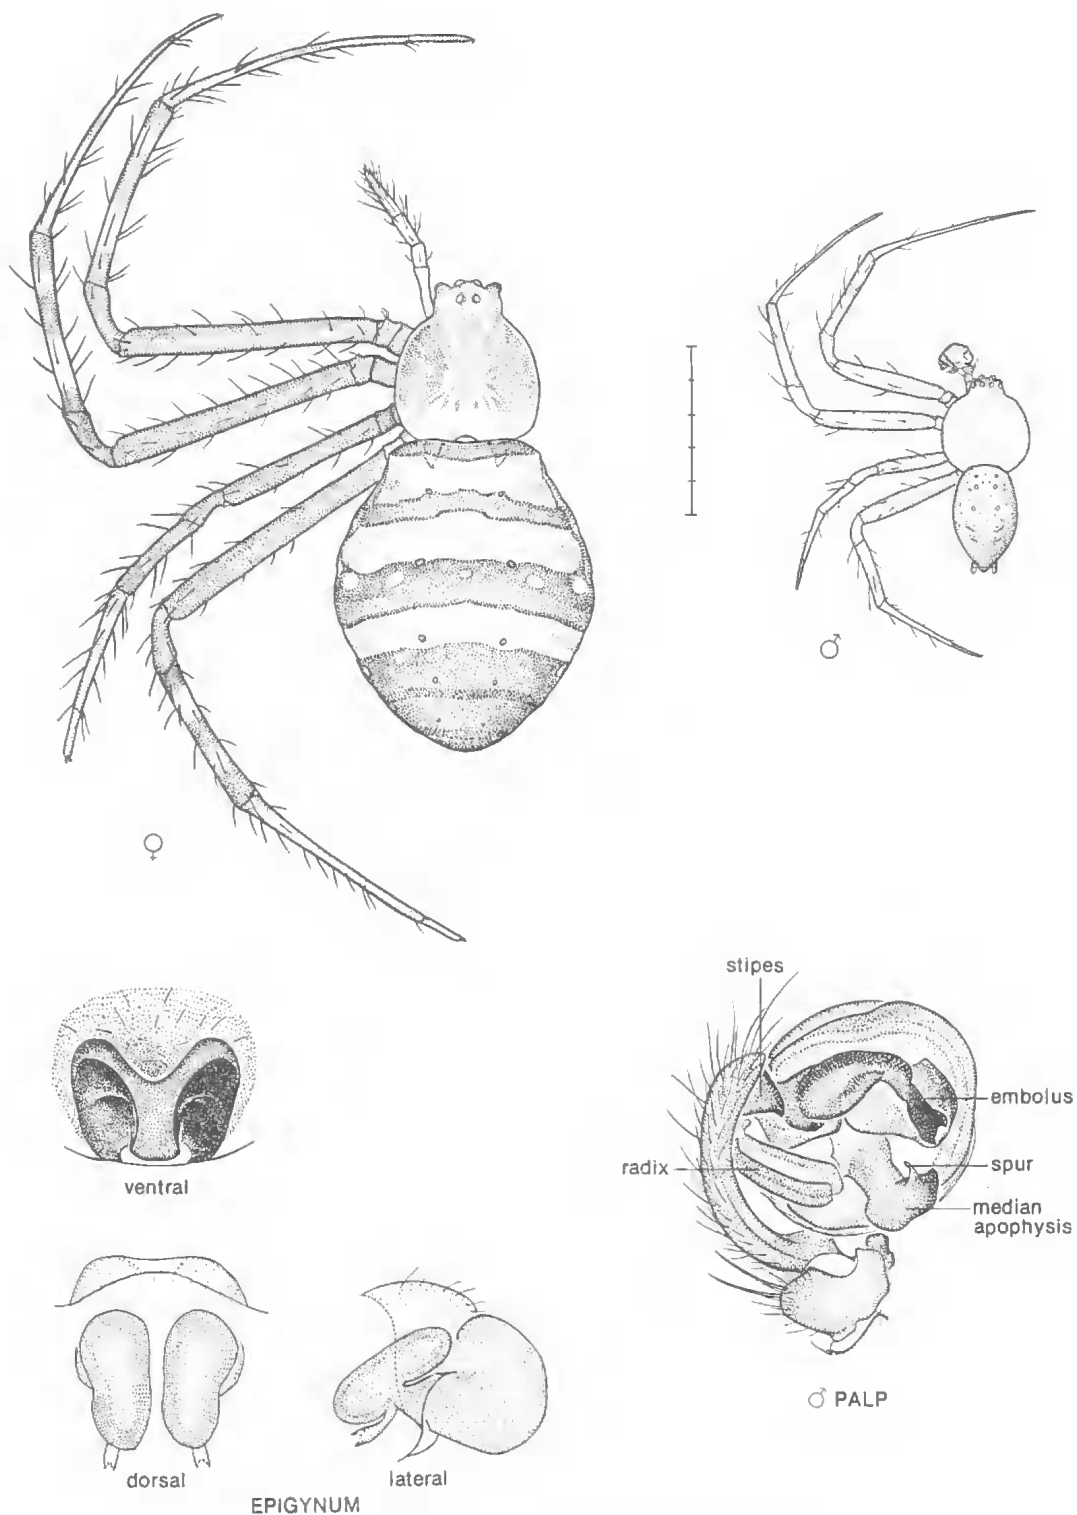 ♂
♀
stipes
embolus
radix
spur
median
apophysis
ventral
♂ PALP
dorsal
lateral
EPIGYNUM